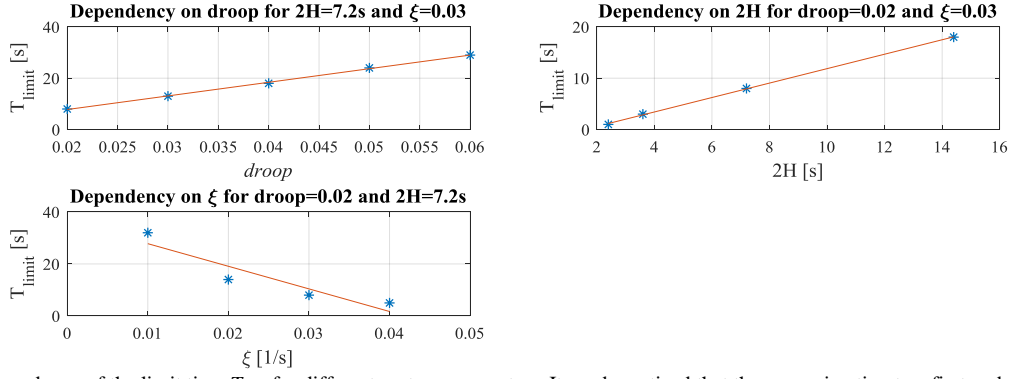 Dependency on droop for 2H=7.2s and ξ=0.03
T_limit [s]
40
20
0
0.02 0.025 0.03 0.035 0.04 0.045 0.05 0.055 0.06
droop
Dependency on 2H for droop=0.02 and ξ=0.03
T_limit [s]
20
10
0
2 4 6 8 10 12 14 16
2H [s]
Dependency on ξ for droop=0.02 and 2H=7.2s
T_limit [s]
40
20
0
0 0.01 0.02 0.03 0.04 0.05
ξ [1/s]